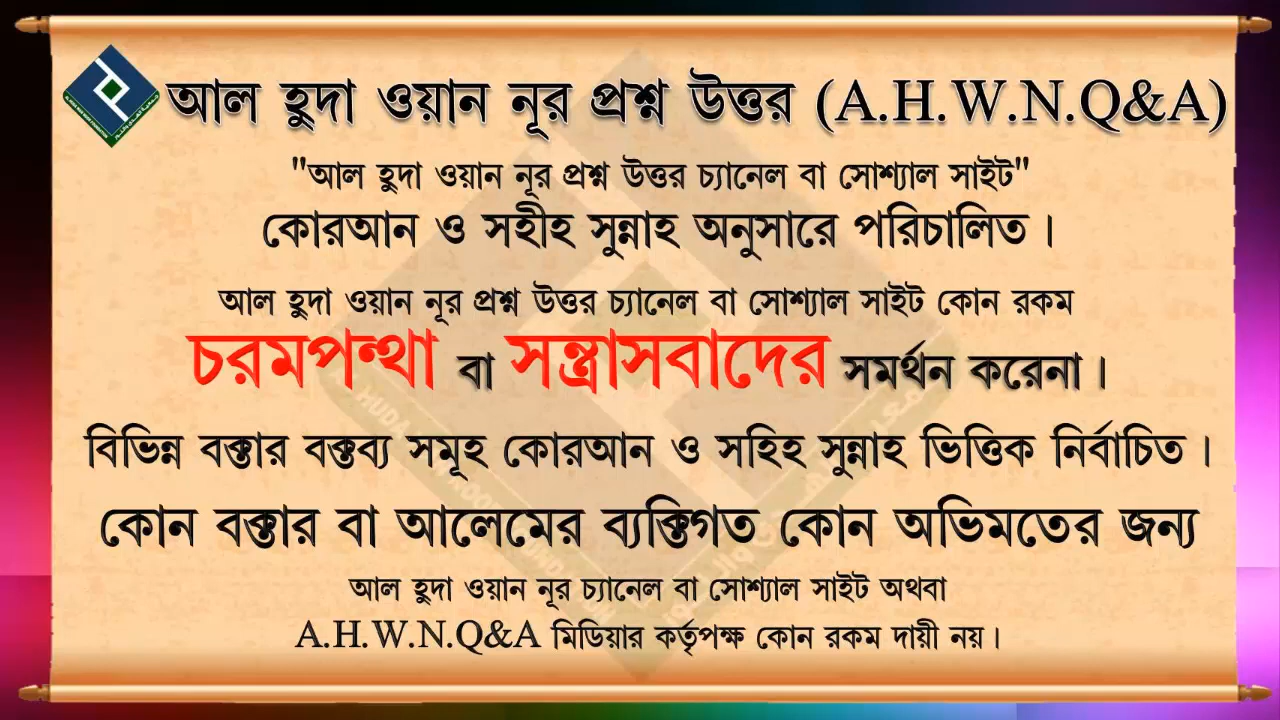 আল হুদা ওয়ান নূর প্রশ্ন উত্তর (A.H.W.N.Q&A)
"আল হুদা ওয়ান নূর প্রশ্ন উত্তর চ্যানেল বা সোশ্যাল সাইট"
কোরআন ও সহীহ সুন্নাহ অনুসারে পরিচালিত।
আল হুদা ওয়ান নূর প্রশ্ন উত্তর চ্যানেল বা সোশ্যাল সাইট কোন রকম
চরমপন্থা বা সন্ত্রাসবাদের সমর্থন করেনা।
বিভিন্ন বক্তার বক্তব্য সমূহ কোরআন ও সহিহ সুন্নাহ ভিত্তিক নির্বাচিত।
কোন বক্তার বা আলেমের ব্যক্তিগত কোন অভিমতের জন্য
আল হুদা ওয়ান নূর চ্যানেল বা সোশ্যাল সাইট অথবা
A.H.W.N.Q&A মিডিয়ার কর্তৃপক্ষ কোন রকম দায়ী নয়।